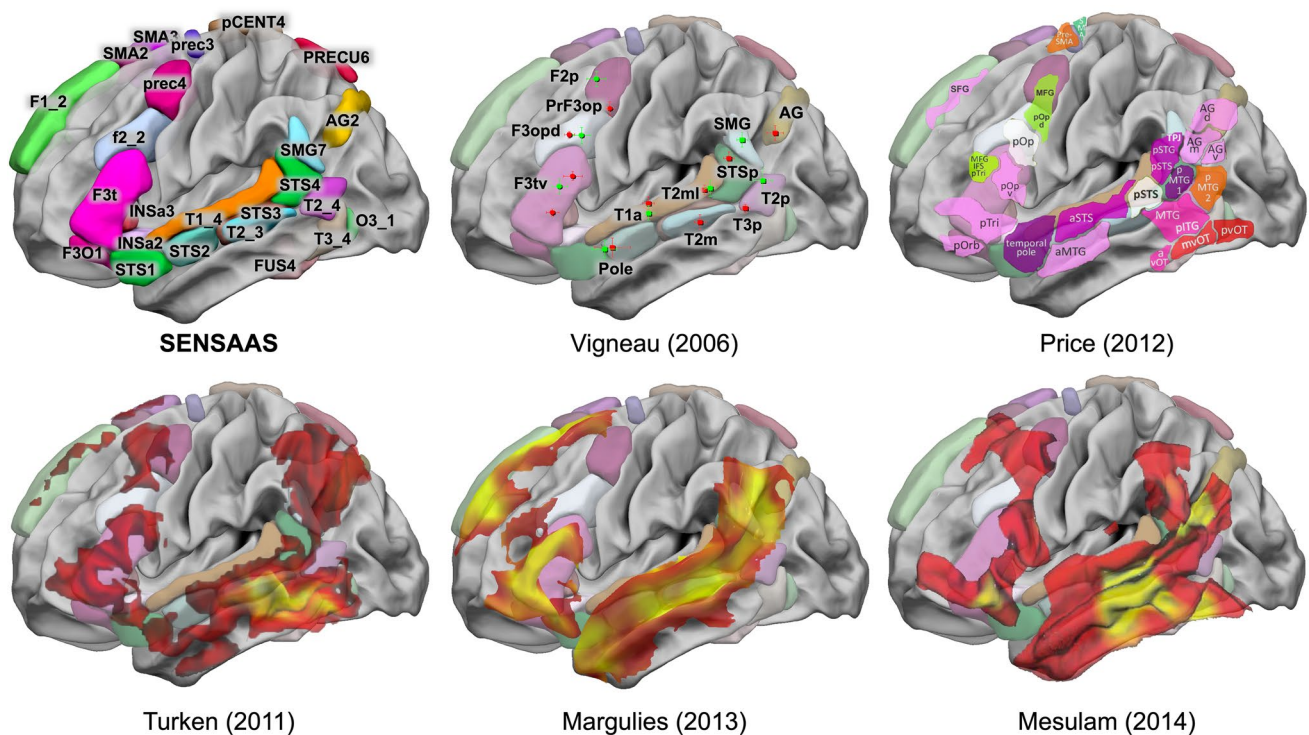 pCENT4
SMA3
prec3
SMA2
PRECU6
prec4
F1_2
AG2
f2_2
SMG7
F3t
STS4
INSa3
T1_4
STS3
T2_4
O3_1
INSa2
T2_3
T3_4
F3O1
STS2
STS1
FUS4
SENSAAS
F2p
PrF3op
AG
F3opd
SMG
F3tv
STSp
T2ml
T2p
T1a
T3p
T2m
Pole
Vigneau (2006)
Pre-
SMA
SFG
MFG
pOp
d
AG
d
pOp
TPJ
pSTG
AG
m
AG
v
MFG
IFS
pTri
pSTS
p
MTG
1
p
MTG
2
pOp
v
pSTS
pTri
aSTS
MTG
pITG
pOrb
temporal
pole
aMTG
mvOT
pvOT
a
vOT
Price (2012)
Turken (2011)
Margulies (2013)
Mesulam (2014)